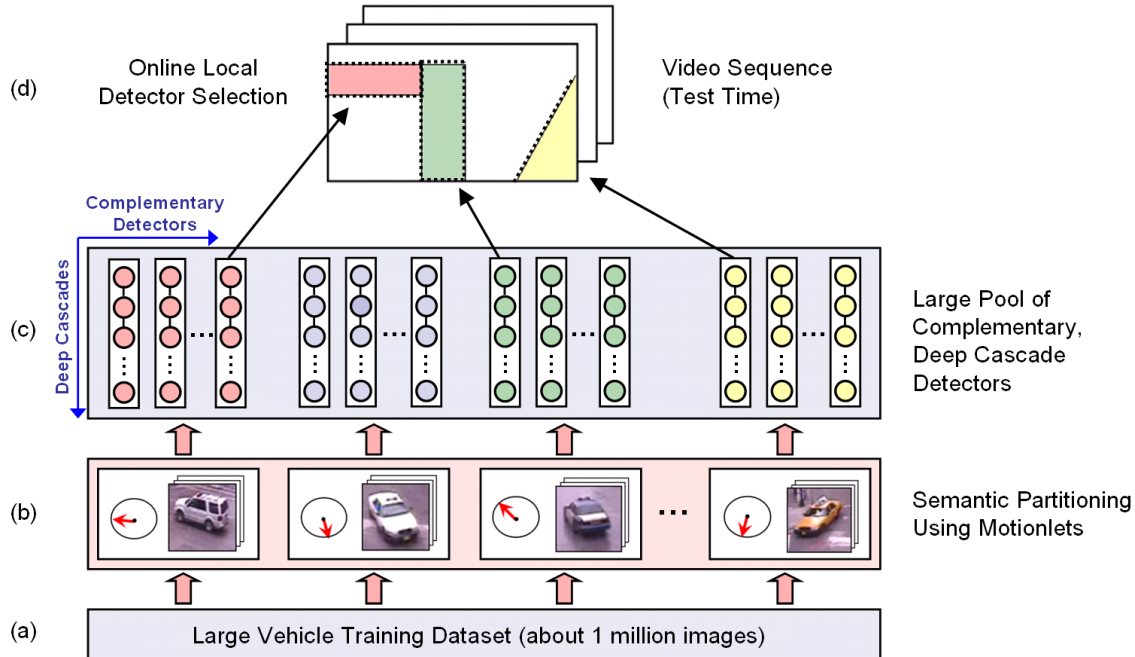 (d)
Online Local
Detector Selection
Video Sequence
(Test Time)
Complementary
Detectors
Deep Cascades
(c)
Large Pool of
Complementary,
Deep Cascade
Detectors
(b)
Semantic Partitioning
Using Motionlets
(a)
Large Vehicle Training Dataset (about 1 million images)